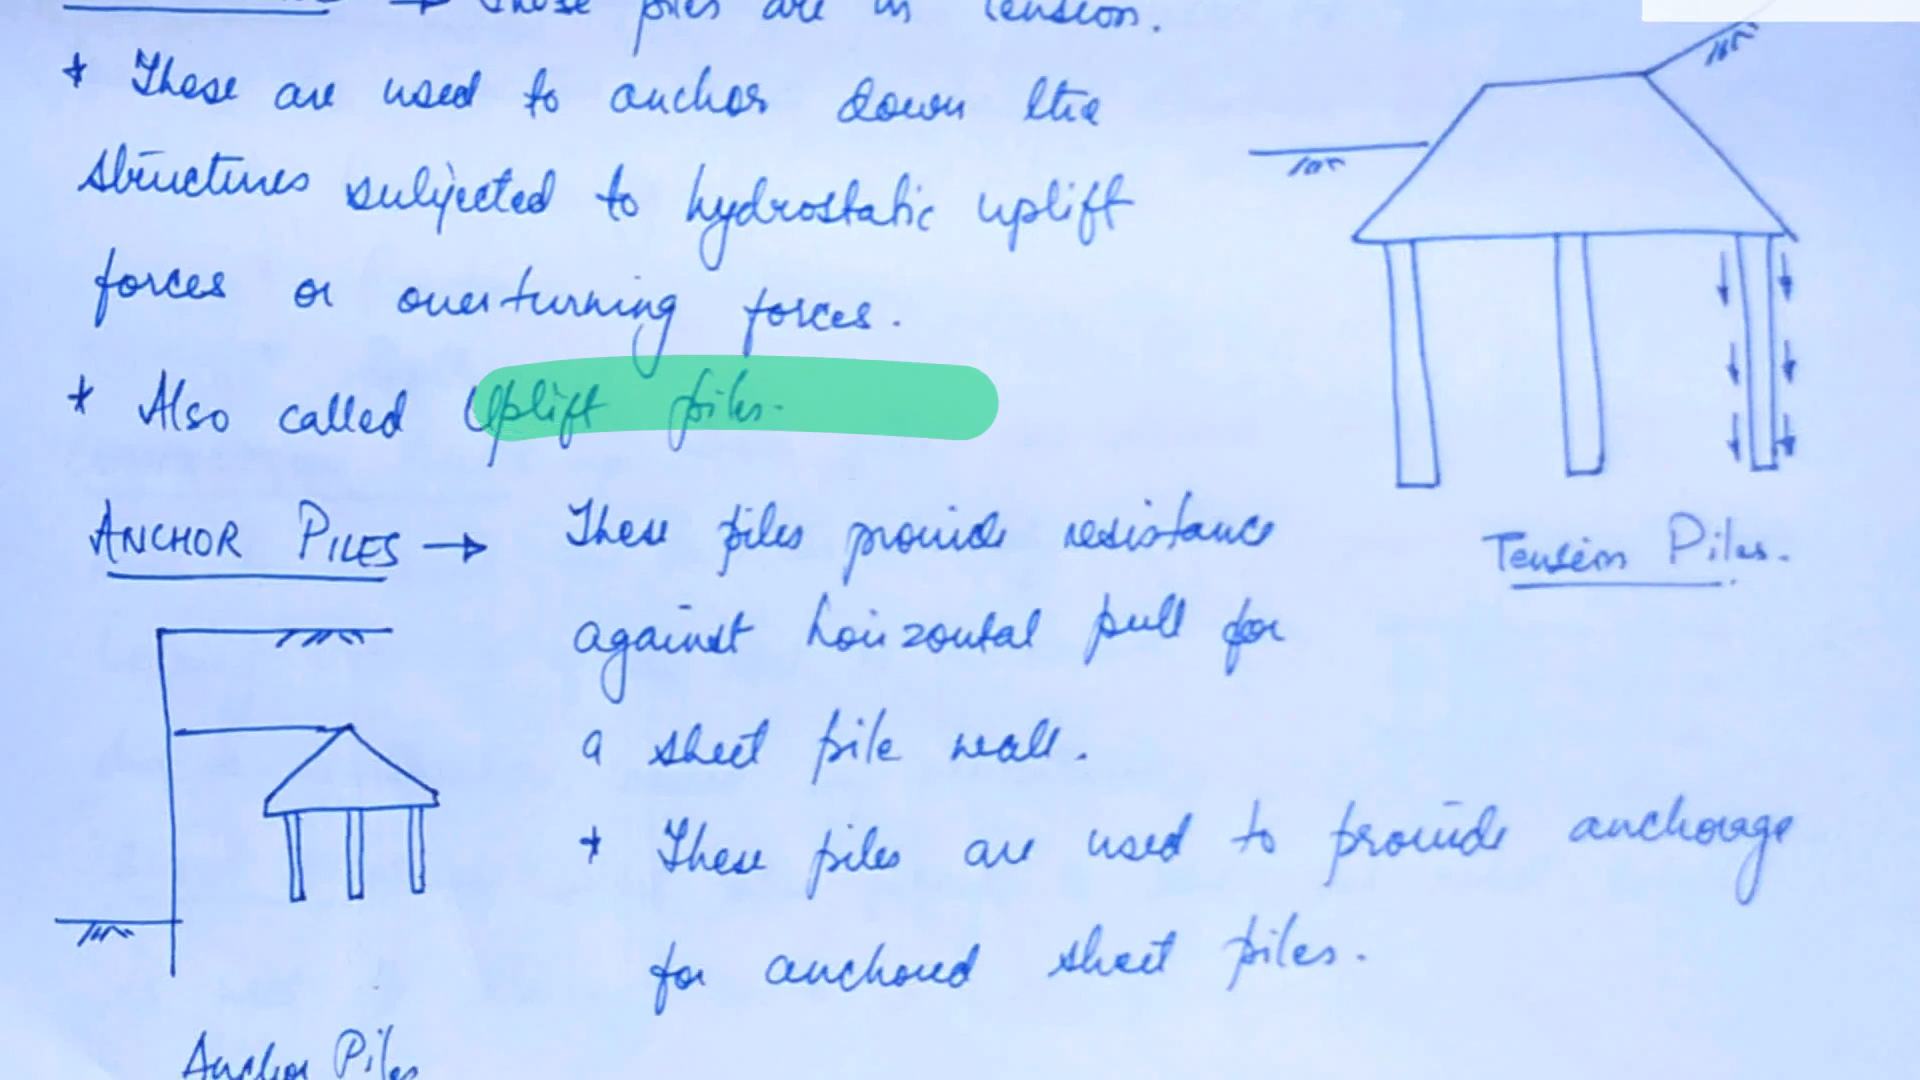 → These piles are in tension.
* These are used to anchor down the
structures subjected to hydrostatic uplift
forces or overturning forces.
* Also called Uplift piles.
Tension Piles.
ANCHOR PILES → These piles provide resistance
against horizontal pull for
a sheet pile wall.
* These piles are used to provide anchorage
for anchored sheet piles.
Anchor Piles